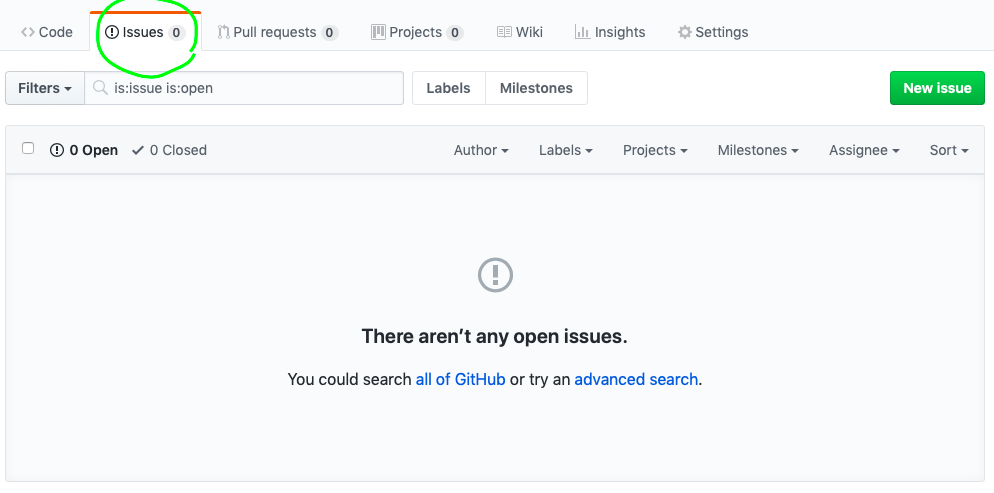 Code Issues 0 Pull requests 0 Projects 0 Wiki Insights Settings
Filters is:issue is:open Labels Milestones New issue
0 Open 0 Closed Author Labels Projects Milestones Assignee Sort
There aren’t any open issues.
You could search all of GitHub or try an advanced search.